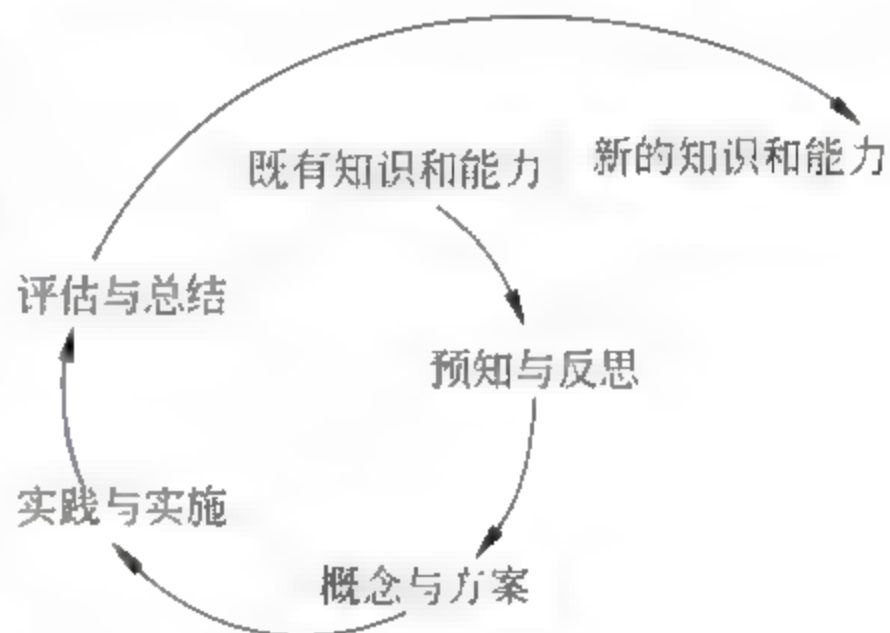 既有知识和能力
新的知识和能力
评估与总结
预知与反思
实践与实施
概念与方案